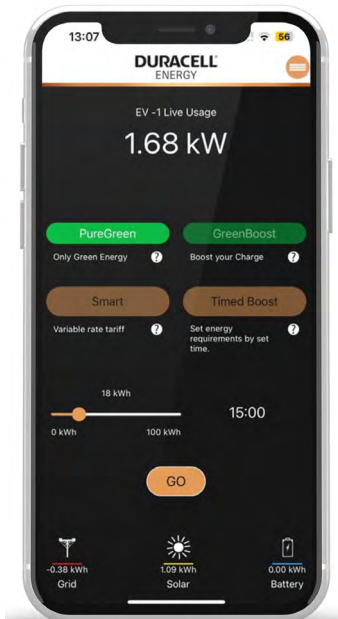 13:07
56
DURACELL
ENERGY
EV -1 Live Usage
1.68 kW
PureGreen
GreenBoost
Only Green Energy ?
Boost your Charge ?
Smart
Timed Boost
Variable rate tariff ?
Set energy ?
requirements by set
time.
18 kWh
15:00
0 kWh
100 kWh
GO
-0.38 kWh
1.09 kWh
0.00 kWh
Grid
Solar
Battery